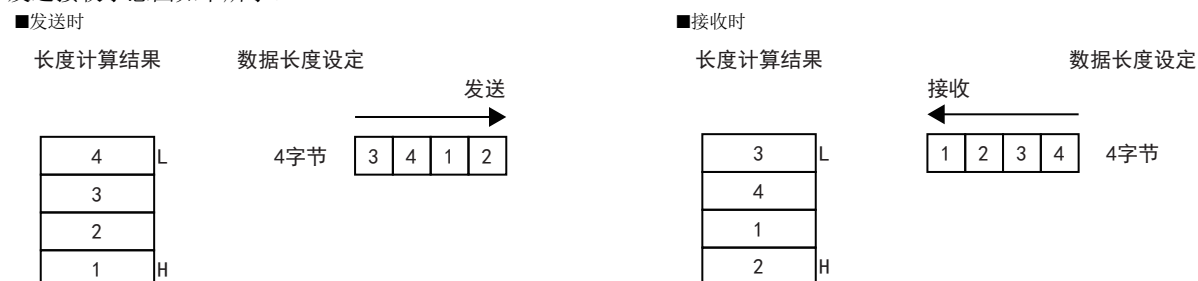 ■发送时
长度计算结果 数据长度设定
发送
4字节 3 4 1 2
4 L
3
2
1 H
■接收时
长度计算结果 数据长度设定
接收
1 2 3 4 4字节
3 L
4
1
2 H